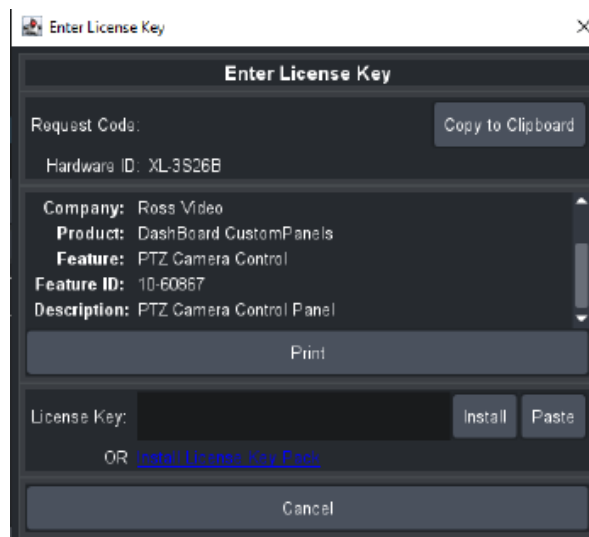 Enter License Key
Enter License Key
Request Code:
Copy to Clipboard
Hardware ID: XL-3S26B
Company: Ross Video
Product: DashBoard CustomPanels
Feature: PTZ Camera Control
Feature ID: 10-60867
Description: PTZ Camera Control Panel
Print
License Key:
Install
Paste
OR Install License Key Pack
Cancel